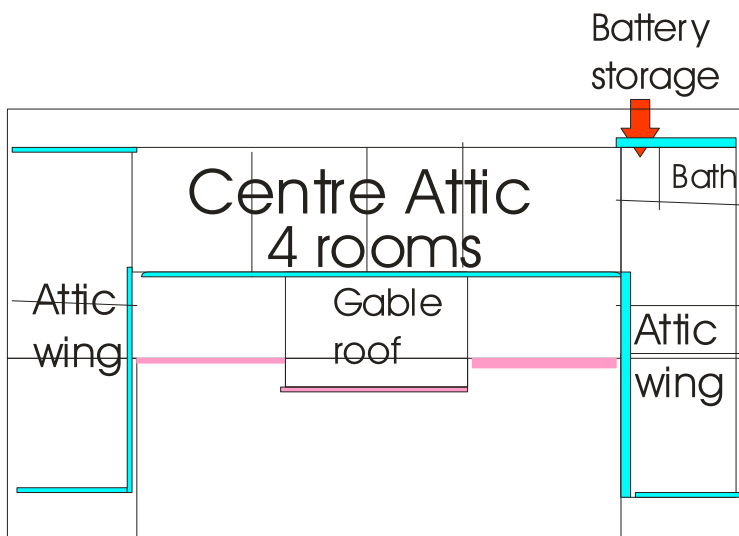 Battery
storage
Centre Attic
4 rooms
Bath
Attic
wing
Gable
roof
Attic
wing